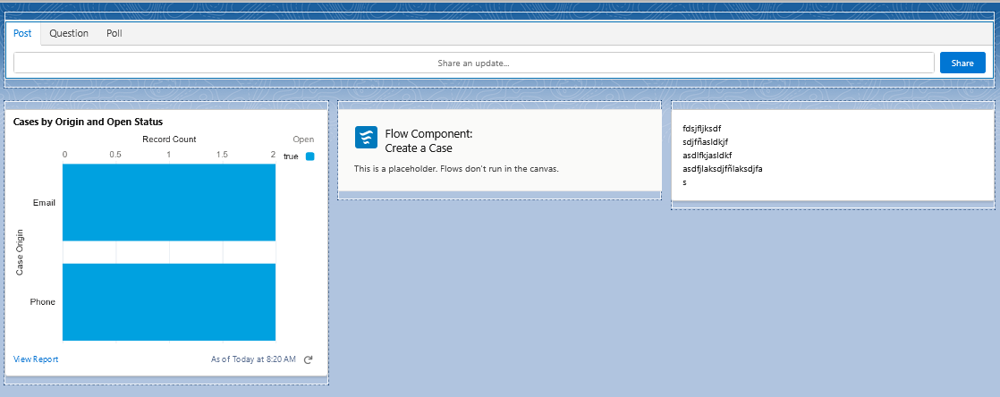 Post Question Poll
Share an update...
Share
Cases by Origin and Open Status
Record Count
Open
0 0.5 1 1.5 2
true
Email
Case Origin
Phone
View Report
As of Today at 8:20 AM
Flow Component:
Create a Case
This is a placeholder. Flows don't run in the canvas.
fdsjfljksdf
sdjfñasldkjf
asdlfkjasldkf
asdfjlaksdjfñlaksdjfa
s